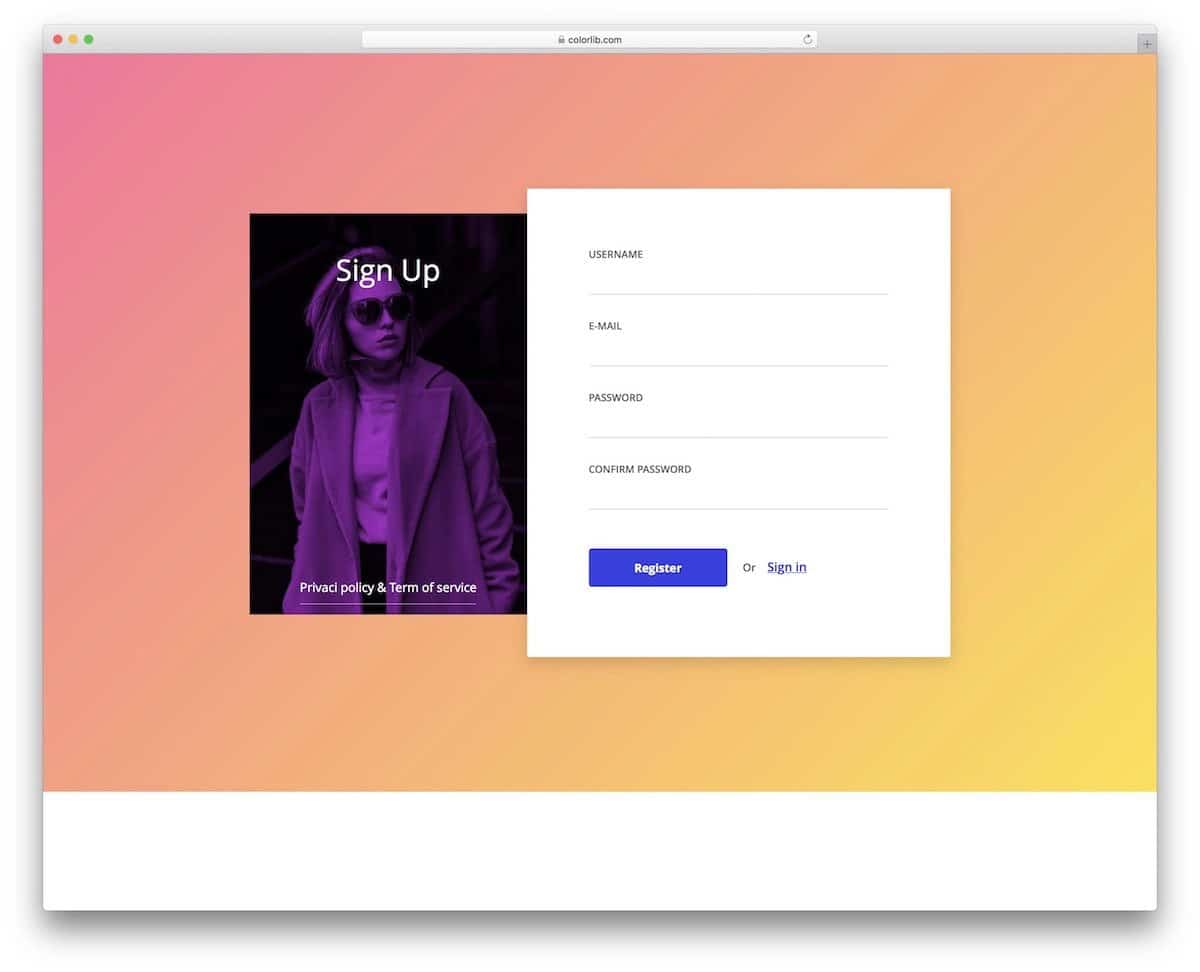 colorlib.com
Sign Up
Privaci policy & Term of service
USERNAME
E-MAIL
PASSWORD
CONFIRM PASSWORD
Register Or Sign in